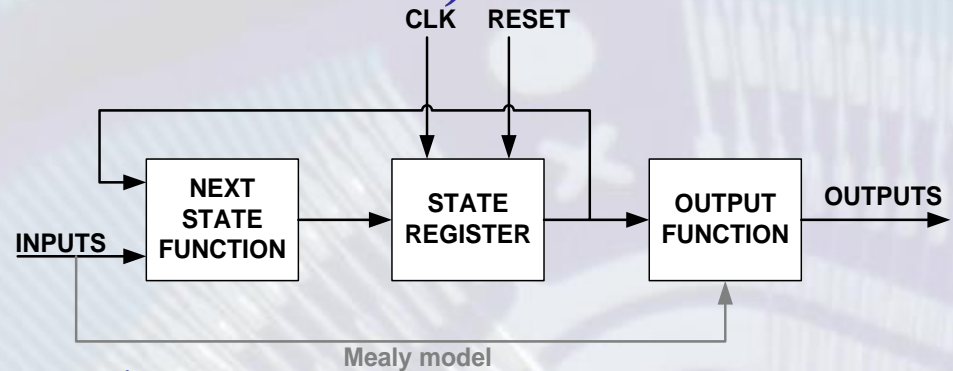 CLK RESET
NEXT
STATE
FUNCTION
STATE
REGISTER
OUTPUT
FUNCTION
OUTPUTS
INPUTS
Mealy model